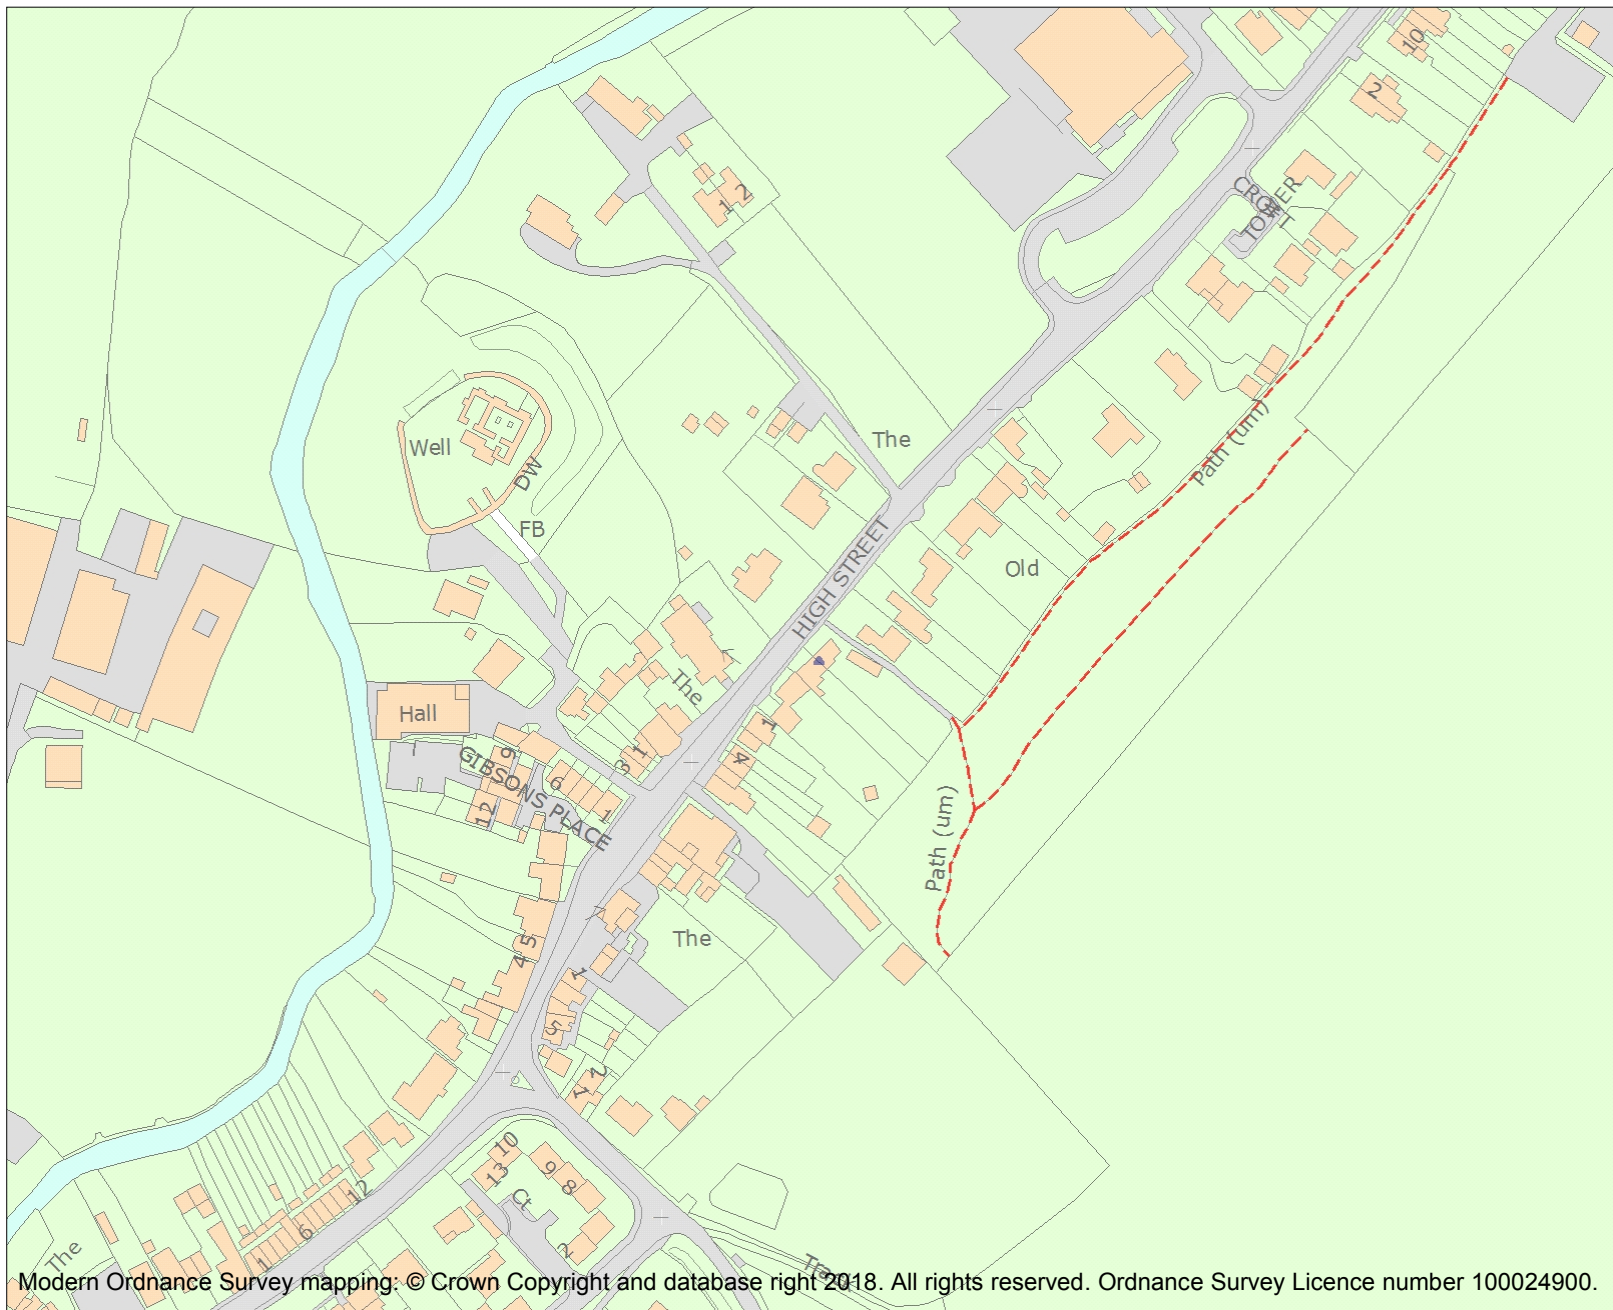 10
2
CROFT
TOWER
2
1
The
Well
DW
FB
Path (um)
HIGH STREET
Old
The
Hall
1
3
1
4
9
GIBSONS PLACE
6
12
1
Path (um)
7
The
5
4
1
5
2
1
10
13
9
8
Ct
2
12
6
1
The
Track
Modern Ordnance Survey mapping: © Crown Copyright and database right 2018. All rights reserved. Ordnance Survey Licence number 100024900.